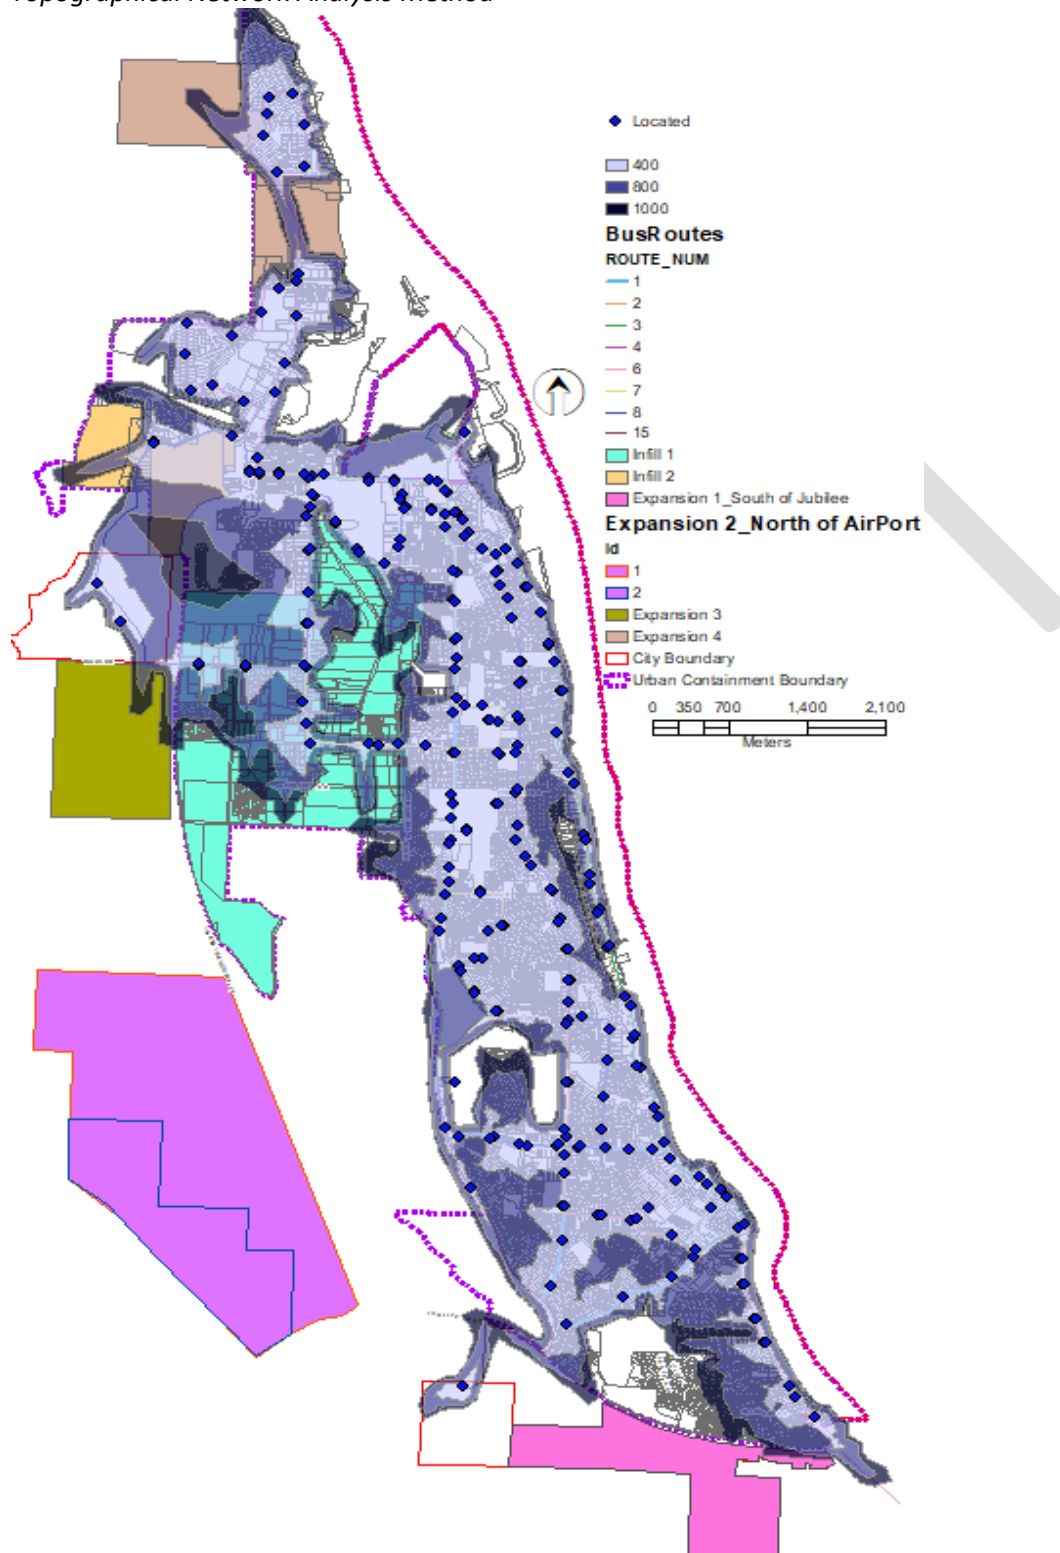 Topographical Network Analysis method
Located
400
800
1000
BusRoutes
ROUTE_NUM
1
2
3
4
6
7
8
15
Infill 1
Infill 2
Expansion 1_South of Jubilee
Expansion 2_North of AirPort
Id
1
2
Expansion 3
Expansion 4
City Boundary
Urban Containment Boundary
0 350 700 1,400 2,100
Meters